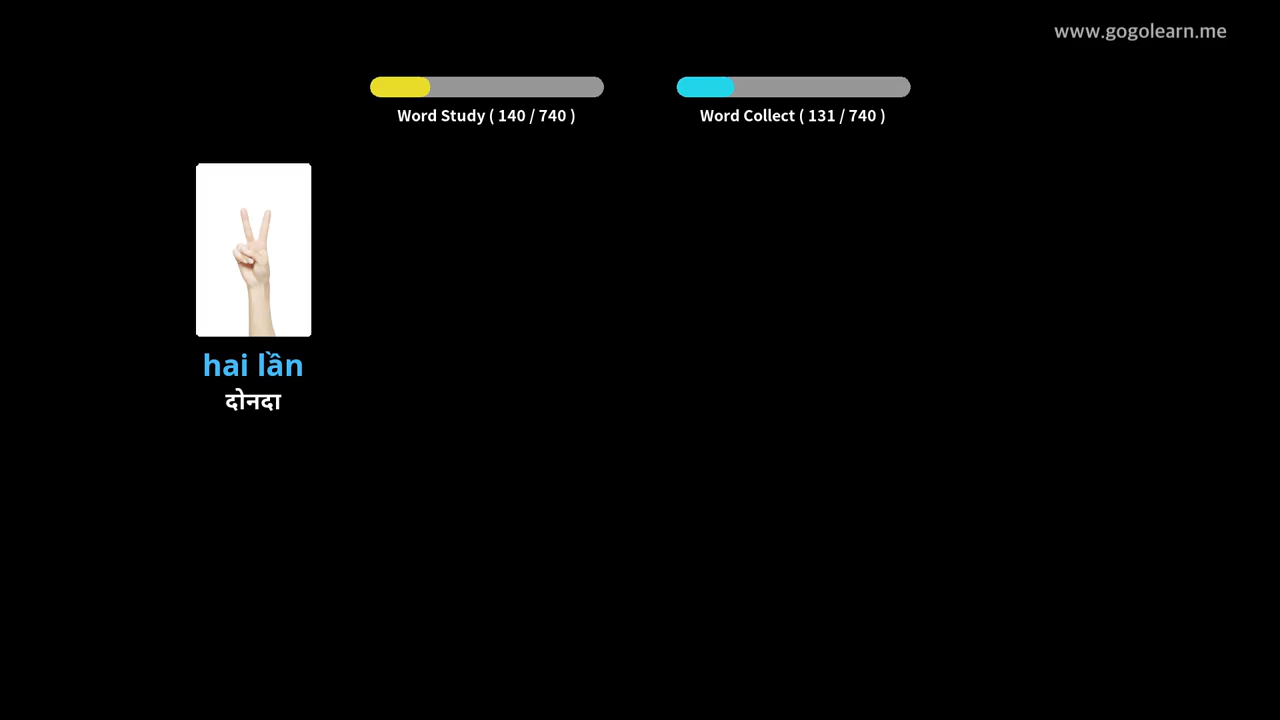 www.gogolearn.me
Word Study ( 140 / 740 )
Word Collect ( 131 / 740 )
hai lần
दोनदा